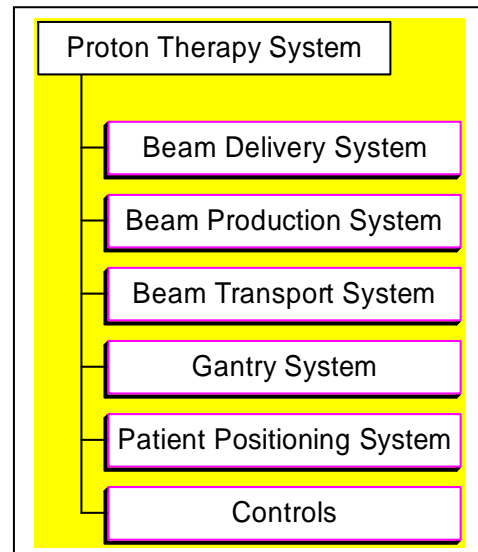 Proton Therapy System
Beam Delivery System
Beam Production System
Beam Transport System
Gantry System
Patient Positioning System
Controls